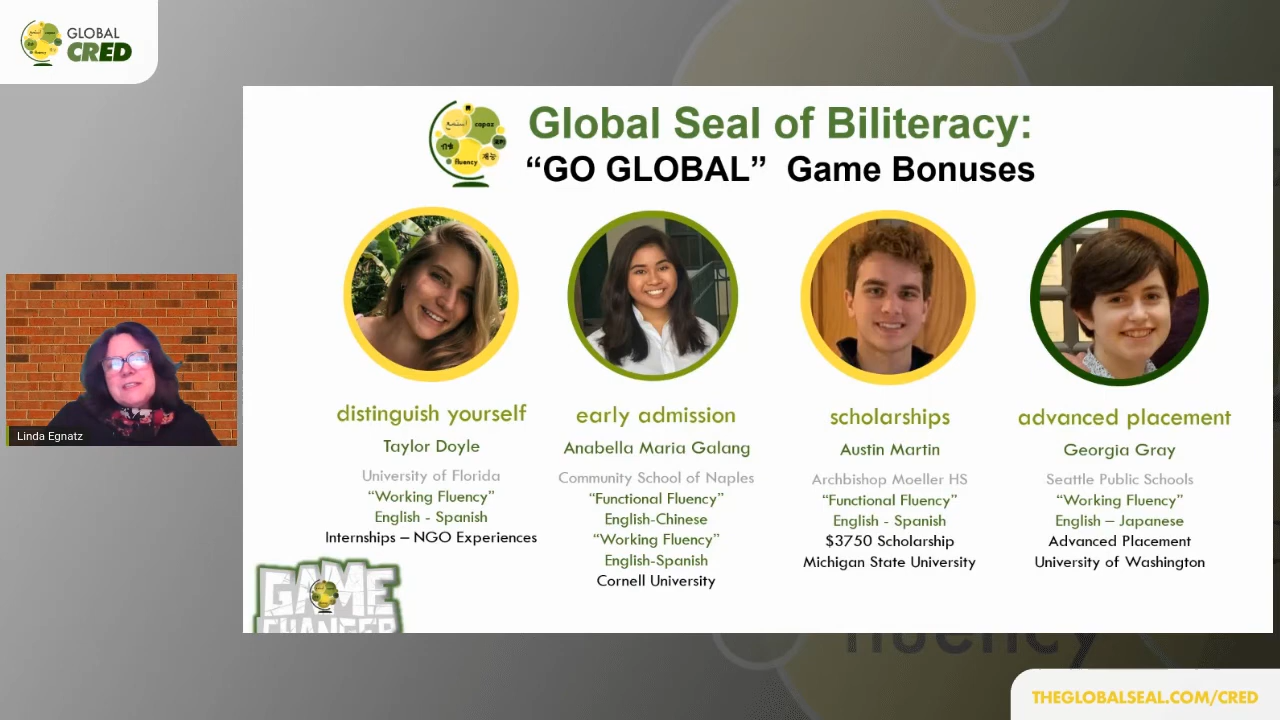 GLOBAL
CRED
Global Seal of Biliteracy:
“GO GLOBAL” Game Bonuses
capaz
fluency
distinguish yourself
Taylor Doyle
University of Florida
“Working Fluency”
English - Spanish
Internships – NGO Experiences
early admission
Anabella Maria Galang
Community School of Naples
“Functional Fluency”
English-Chinese
“Working Fluency”
English-Spanish
Cornell University
scholarships
Austin Martin
Archbishop Moeller HS
“Functional Fluency”
English - Spanish
$3750 Scholarship
Michigan State University
advanced placement
Georgia Gray
Seattle Public Schools
“Working Fluency”
English – Japanese
Advanced Placement
University of Washington
Linda Egnatz
GAME
CHANGER
fluency
THEGLOBALSEAL.COM/CRED